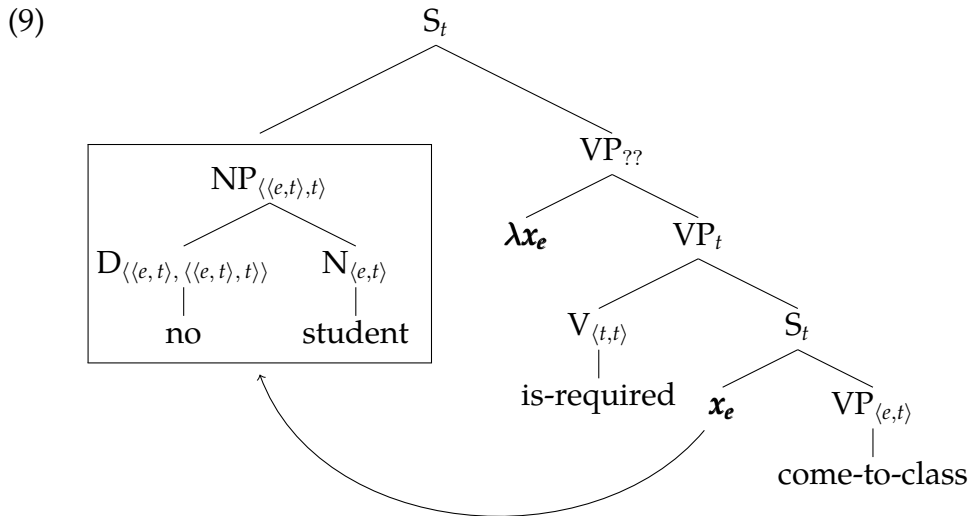 (9)
S_t
NP_{⟨⟨e,t⟩,t⟩}
VP_{??}
D_{⟨⟨e,t⟩,⟨⟨e,t⟩,t⟩⟩}
N_{⟨e,t⟩}
no
student
λx_e
VP_t
V_{⟨t,t⟩}
S_t
is-required
x_e
VP_{⟨e,t⟩}
come-to-class